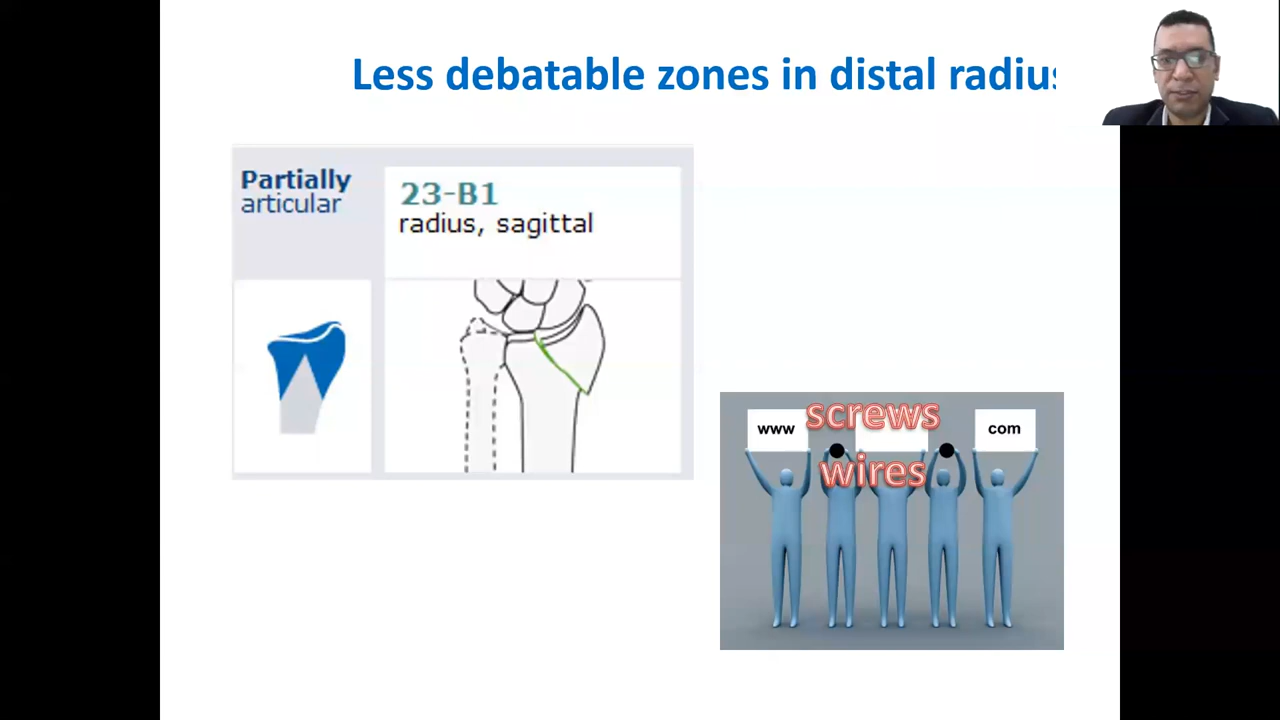 Less debatable zones in distal radius
Partially
articular
23-B1
radius, sagittal
screws
www
com
wires